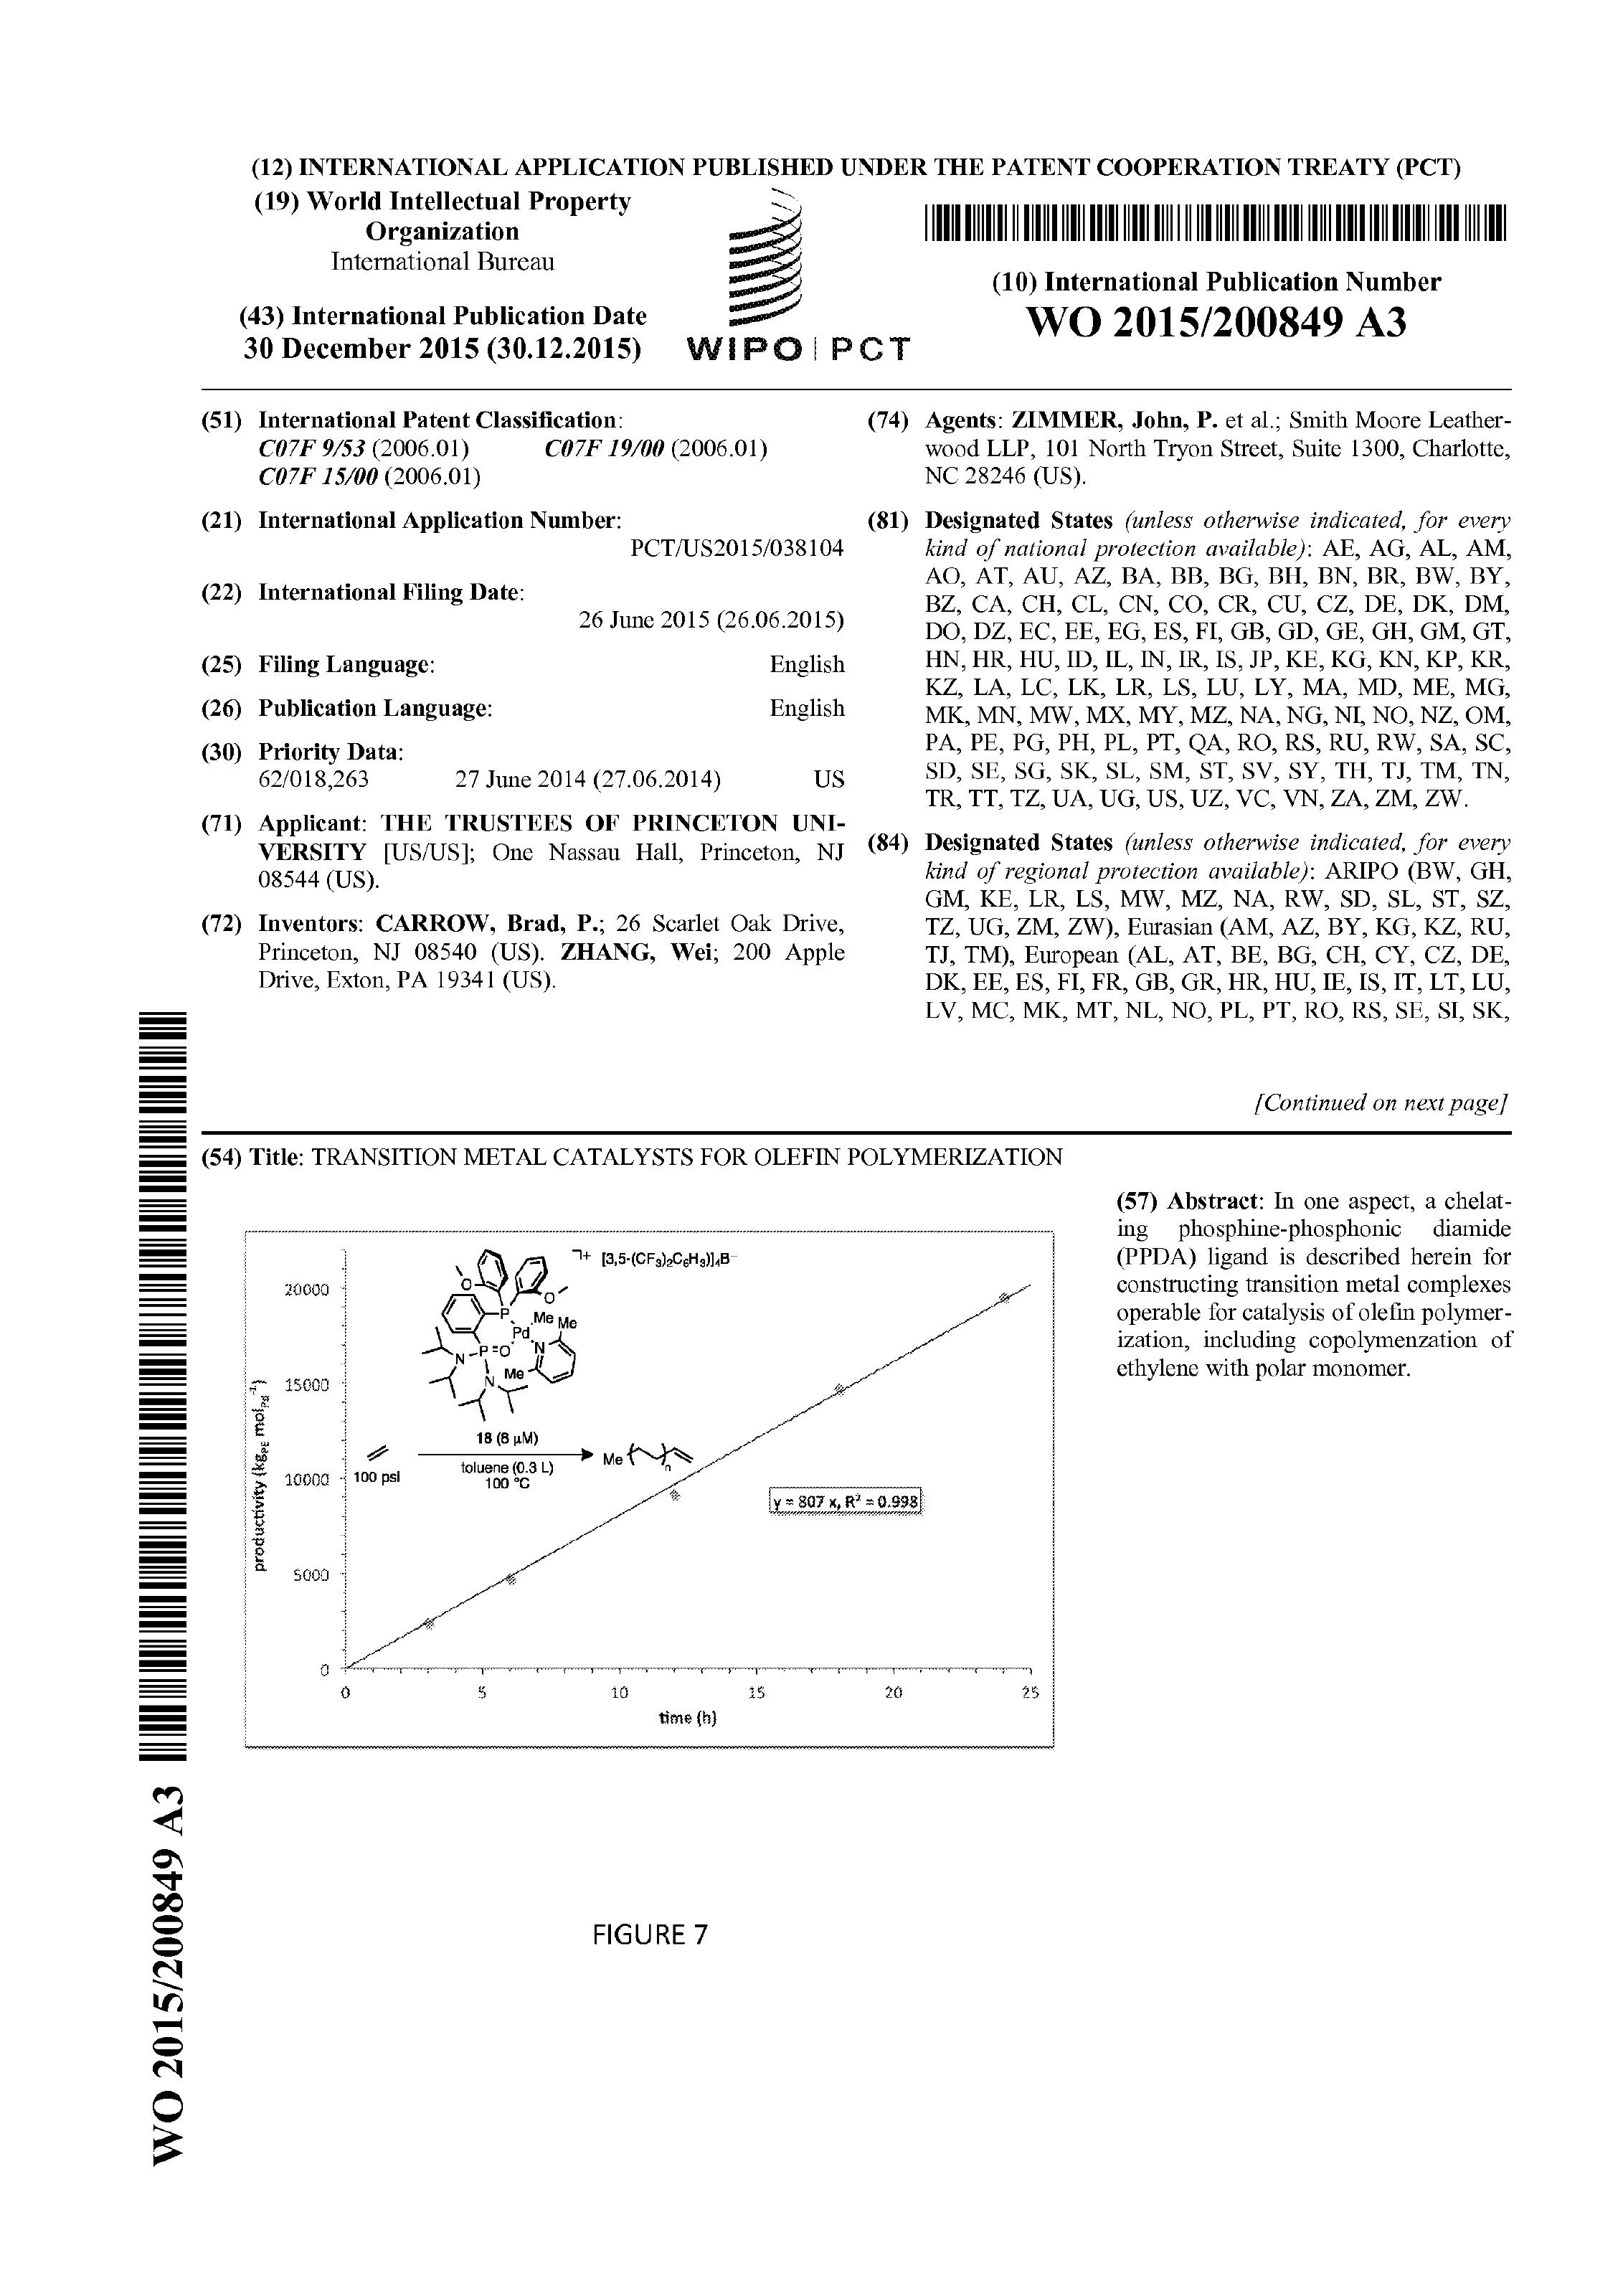 (12) INTERNATIONAL APPLICATION PUBLISHED UNDER THE PATENT COOPERATION TREATY (PCT)
(19) World Intellectual Property
Organization
International Bureau
(43) International Publication Date
30 December 2015 (30.12.2015)
WIPO | PCT
(10) International Publication Number
WO 2015/200849 A3
(51) International Patent Classification:
C07F 9/53 (2006.01) C07F 19/00 (2006.01)
C07F 15/00 (2006.01)
(21) International Application Number:
PCT/US2015/038104
(22) International Filing Date:
26 June 2015 (26.06.2015)
(25) Filing Language: English
(26) Publication Language: English
(30) Priority Data:
62/018,263 27 June 2014 (27.06.2014) US
(71) Applicant: THE TRUSTEES OF PRINCETON UNI-
VERSITY [US/US]; One Nassau Hall, Princeton, NJ
08544 (US).
(72) Inventors: CARROW, Brad, P.; 26 Scarlet Oak Drive,
Princeton, NJ 08540 (US). ZHANG, Wei; 200 Apple
Drive, Exton, PA 19341 (US).
(74) Agents: ZIMMER, John, P. et al.; Smith Moore Leather-
wood LLP, 101 North Tryon Street, Suite 1300, Charlotte,
NC 28246 (US).
(81) Designated States (unless otherwise indicated, for every
kind of national protection available): AE, AG, AL, AM,
AO, AT, AU, AZ, BA, BB, BG, BH, BN, BR, BW, BY,
BZ, CA, CH, CL, CN, CO, CR, CU, CZ, DE, DK, DM,
DO, DZ, EC, EE, EG, ES, FI, GB, GD, GE, GH, GM, GT,
HN, HR, HU, ID, IL, IN, IR, IS, JP, KE, KG, KN, KP, KR,
KZ, LA, LC, LK, LR, LS, LU, LY, MA, MD, ME, MG,
MK, MN, MW, MX, MY, MZ, NA, NG, NI, NO, NZ, OM,
PA, PE, PG, PH, PL, PT, QA, RO, RS, RU, RW, SA, SC,
SD, SE, SG, SK, SL, SM, ST, SV, SY, TH, TJ, TM, TN,
TR, TT, TZ, UA, UG, US, UZ, VC, VN, ZA, ZM, ZW.
(84) Designated States (unless otherwise indicated, for every
kind of regional protection available): ARIPO (BW, GH,
GM, KE, LR, LS, MW, MZ, NA, RW, SD, SL, ST, SZ,
TZ, UG, ZM, ZW), Eurasian (AM, AZ, BY, KG, KZ, RU,
TJ, TM), European (AL, AT, BE, BG, CH, CY, CZ, DE,
DK, EE, ES, FI, FR, GB, GR, HR, HU, IE, IS, IT, LT, LU,
LV, MC, MK, MT, NL, NO, PL, PT, RO, RS, SE, SI, SK,
[Continued on next page]
(54) Title: TRANSITION METAL CATALYSTS FOR OLEFIN POLYMERIZATION
(57) Abstract: In one aspect, a chelat-
ing phosphine-phosphonic diamide
(PPDA) ligand is described herein for
constructing transition metal complexes
operable for catalysis of olefin polymer-
ization, including copolymenzation of
ethylene with polar monomer.
productivity (kgPE molPd-1)
20000
15000
10000
5000
0
0 5 10 15 20 25
time (h)
⁺ [3,5-(CF₃)₂C₆H₃)]₄B⁻
O
O
P
Me
Me
Pd
N
P=O
N
Me
N
18 (8 µM)
100 psi
toluene (0.3 L)
100 °C
Me
n
y = 807 x, R² = 0.998
FIGURE 7
WO 2015/200849 A3